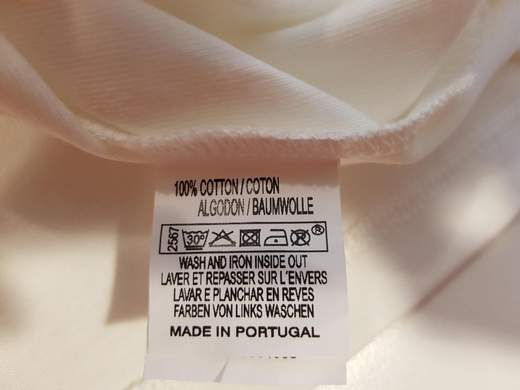 100% COTTON / COTON
ALGODON / BAUMWOLLE
2567 30° ®
WASH AND IRON INSIDE OUT
LAVER ET REPASSER SUR L´ENVERS
LAVAR E PLANCHAR EN REVES
FARBEN VON LINKS WASCHEN
MADE IN PORTUGAL